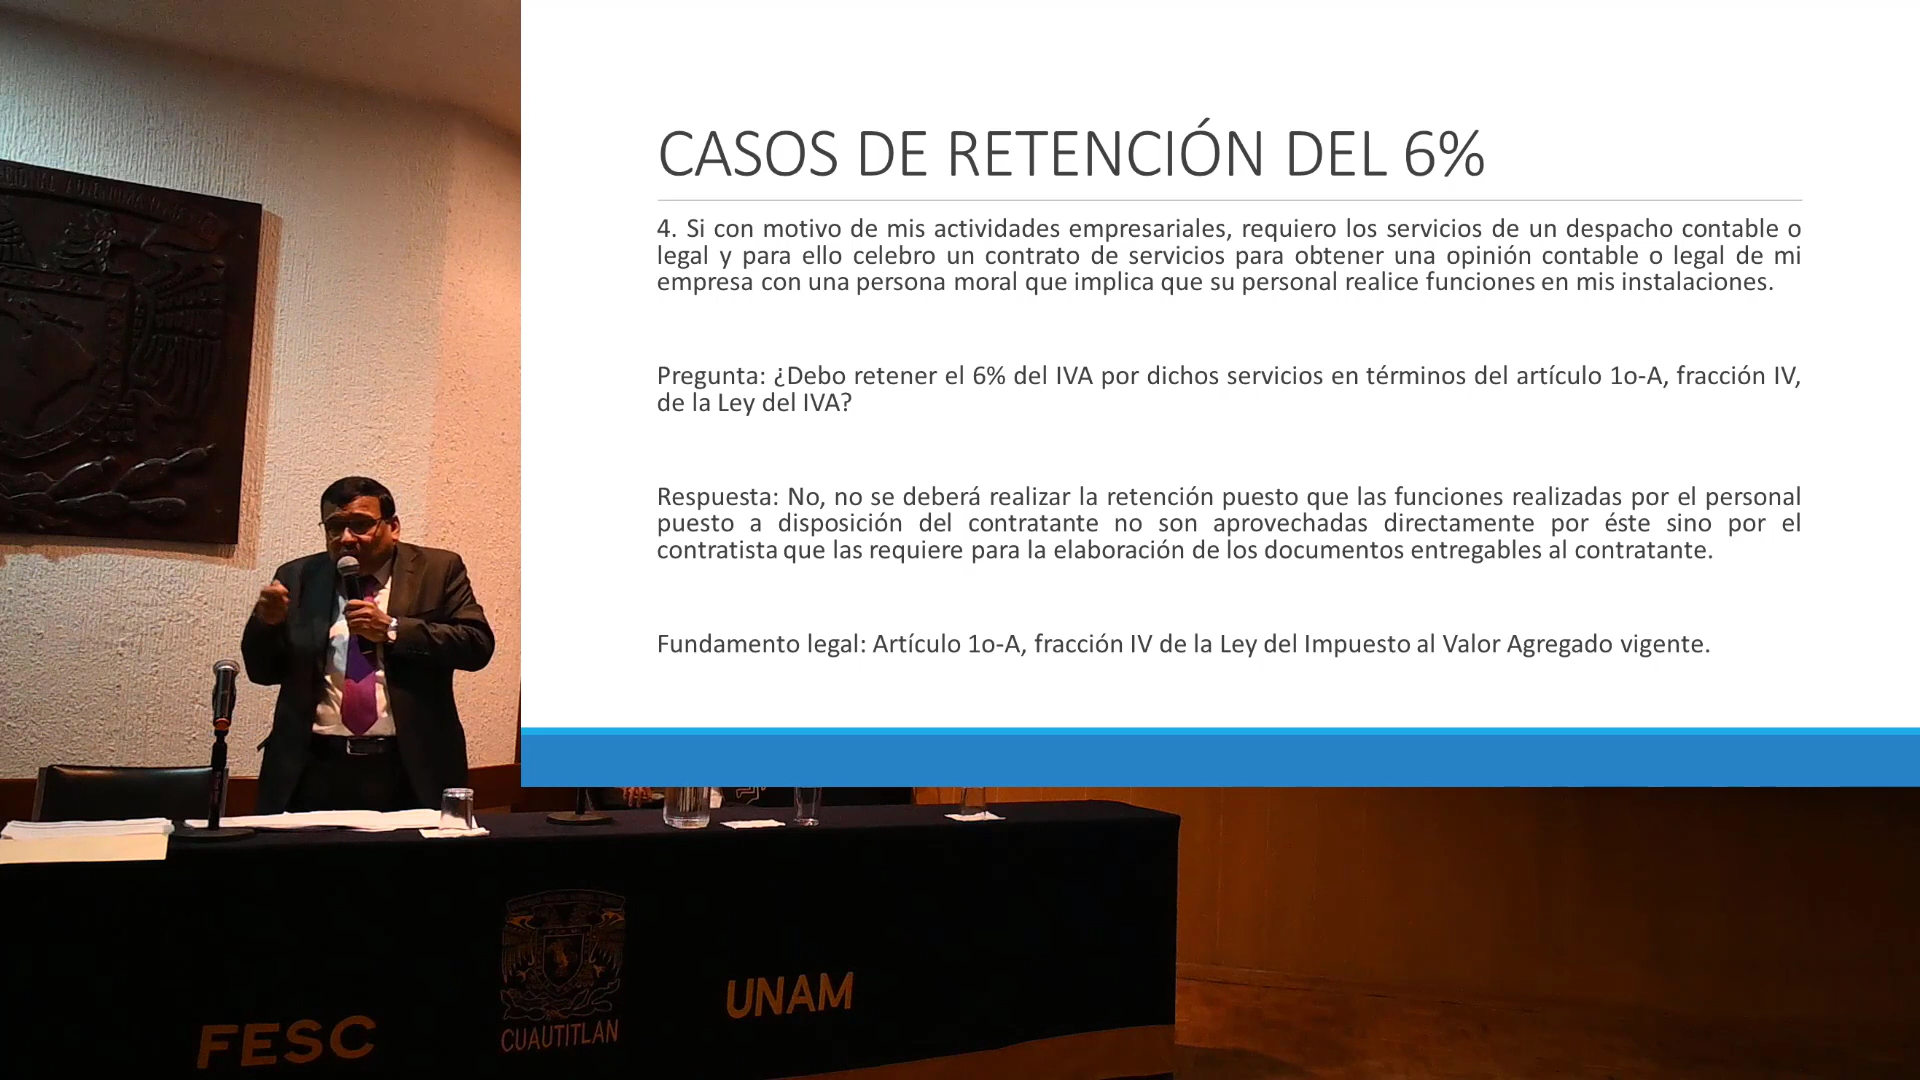 CASOS DE RETENCIÓN DEL 6%
4. Si con motivo de mis actividades empresariales, requiero los servicios de un despacho contable o
legal y para ello celebro un contrato de servicios para obtener una opinión contable o legal de mi
empresa con una persona moral que implica que su personal realice funciones en mis instalaciones.
Pregunta: ¿Debo retener el 6% del IVA por dichos servicios en términos del artículo 1o-A, fracción IV,
de la Ley del IVA?
Respuesta: No, no se deberá realizar la retención puesto que las funciones realizadas por el personal
puesto a disposición del contratante no son aprovechadas directamente por éste sino por el
contratista que las requiere para la elaboración de los documentos entregables al contratante.
Fundamento legal: Artículo 1o-A, fracción IV de la Ley del Impuesto al Valor Agregado vigente.
FESC
CUAUTITLAN
UNAM